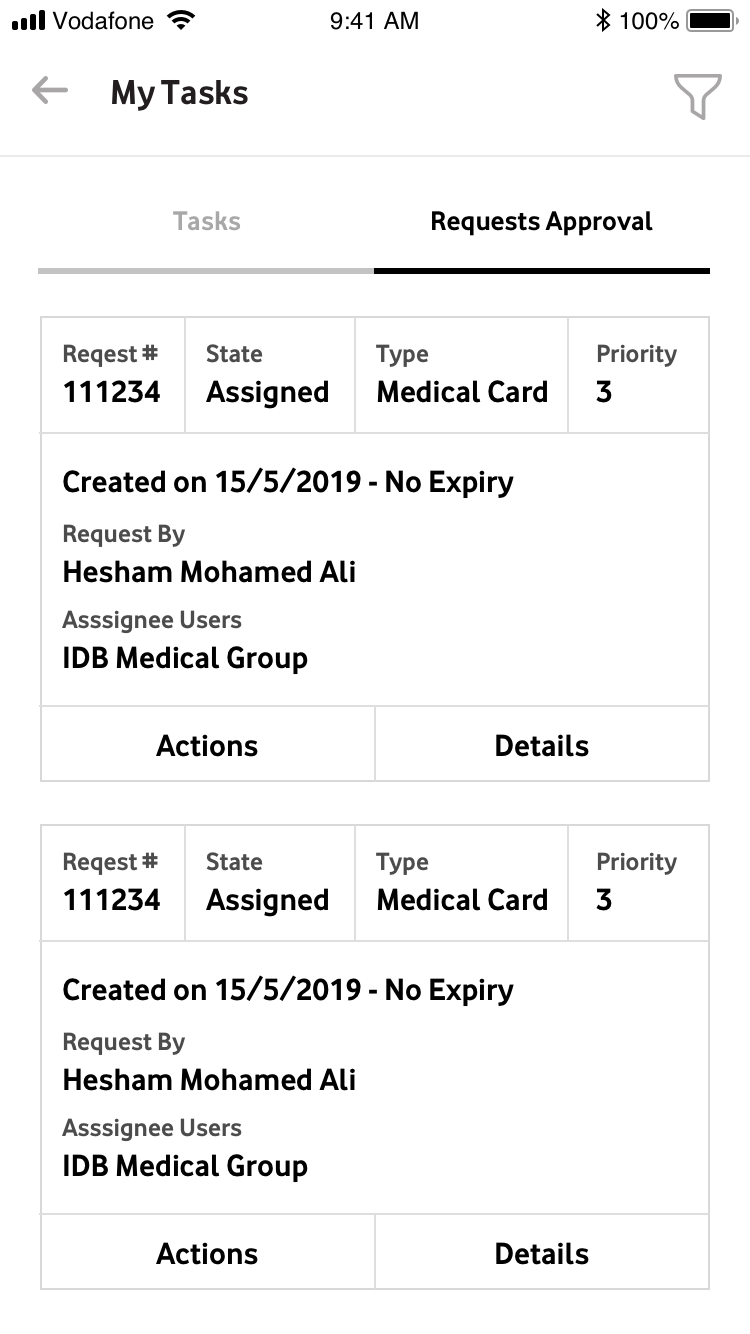 Vodafone 9:41 AM 100%
My Tasks
Tasks Requests Approval
Reqest # State Type Priority
111234 Assigned Medical Card 3
Created on 15/5/2019 - No Expiry
Request By
Hesham Mohamed Ali
Asssignee Users
IDB Medical Group
Actions Details
Reqest # State Type Priority
111234 Assigned Medical Card 3
Created on 15/5/2019 - No Expiry
Request By
Hesham Mohamed Ali
Asssignee Users
IDB Medical Group
Actions Details